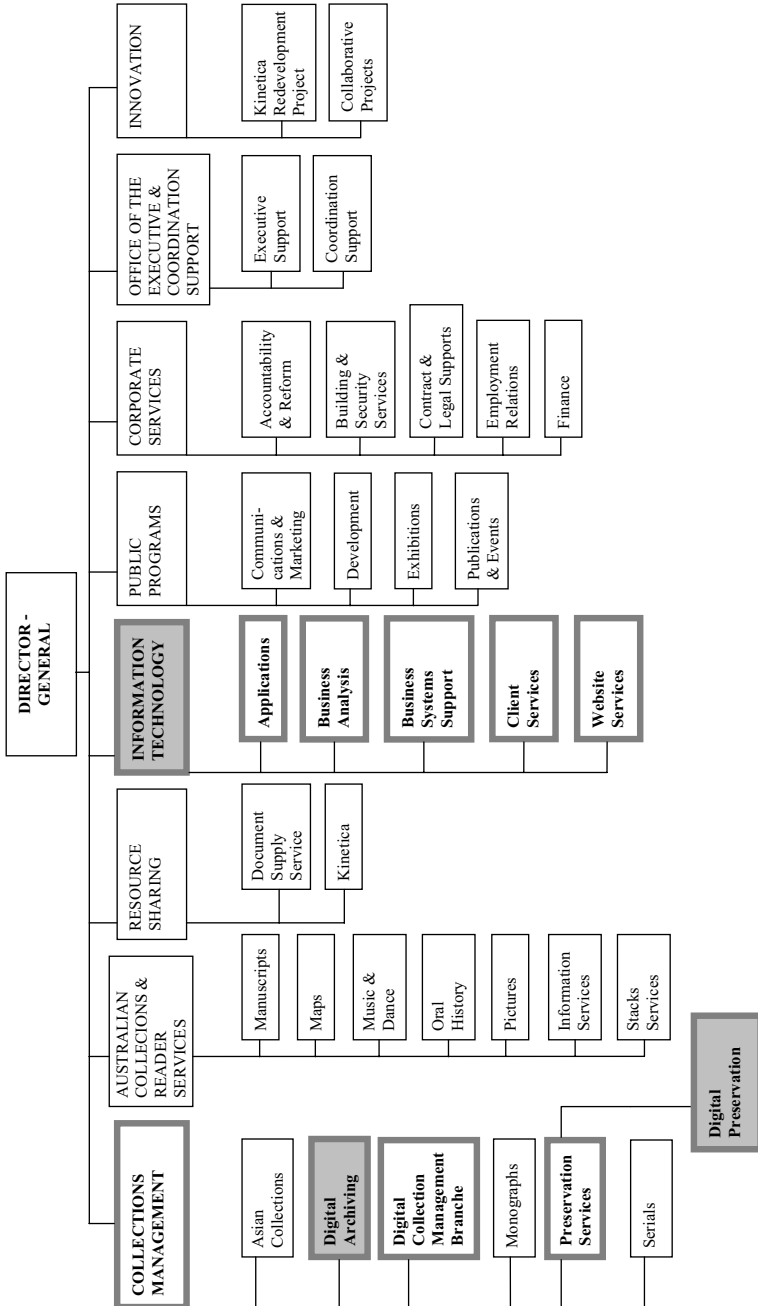 DIRECTOR -
GENERAL
COLLECTIONS
MANAGEMENT
Asian
Collections
Digital
Archiving
Digital
Collection
Management
Branche
Monographs
Preservation
Services
Digital
Preservation
Serials
AUSTRALIAN
COLLECIONS &
READER
SERVICES
Manuscripts
Maps
Music &
Dance
Oral
History
Pictures
Information
Services
Stacks
Services
RESOURCE
SHARING
Document
Supply
Service
Kinetica
INFORMATION
TECHNOLOGY
Applications
Business
Analysis
Business
Systems
Support
Client
Services
Website
Services
PUBLIC
PROGRAMS
Communi-
cations &
Marketing
Development
Exhibitions
Publications
& Events
CORPORATE
SERVICES
Accountability
& Reform
Building &
Security
Services
Contract &
Legal Supports
Employment
Relations
Finance
OFFICE OF THE
EXECUTIVE &
COORDINATION
SUPPORT
Executive
Support
Coordination
Support
INNOVATION
Kinetica
Redevelopment
Project
Collaborative
Projects